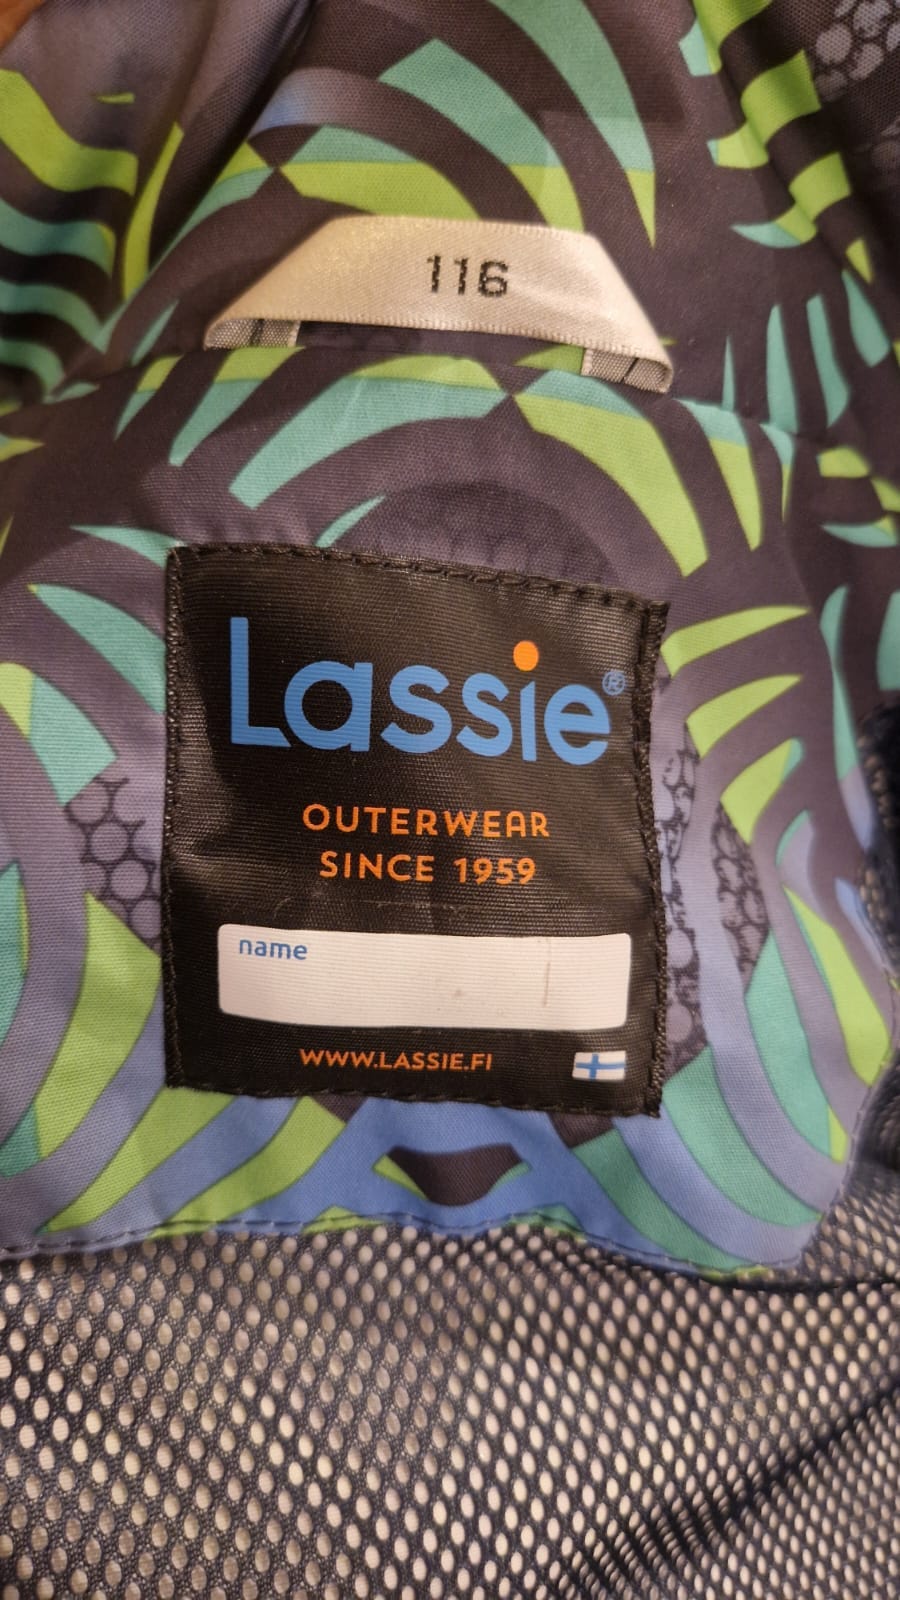 116
Lassie®
OUTERWEAR
SINCE 1959
name
WWW.LASSIE.FI